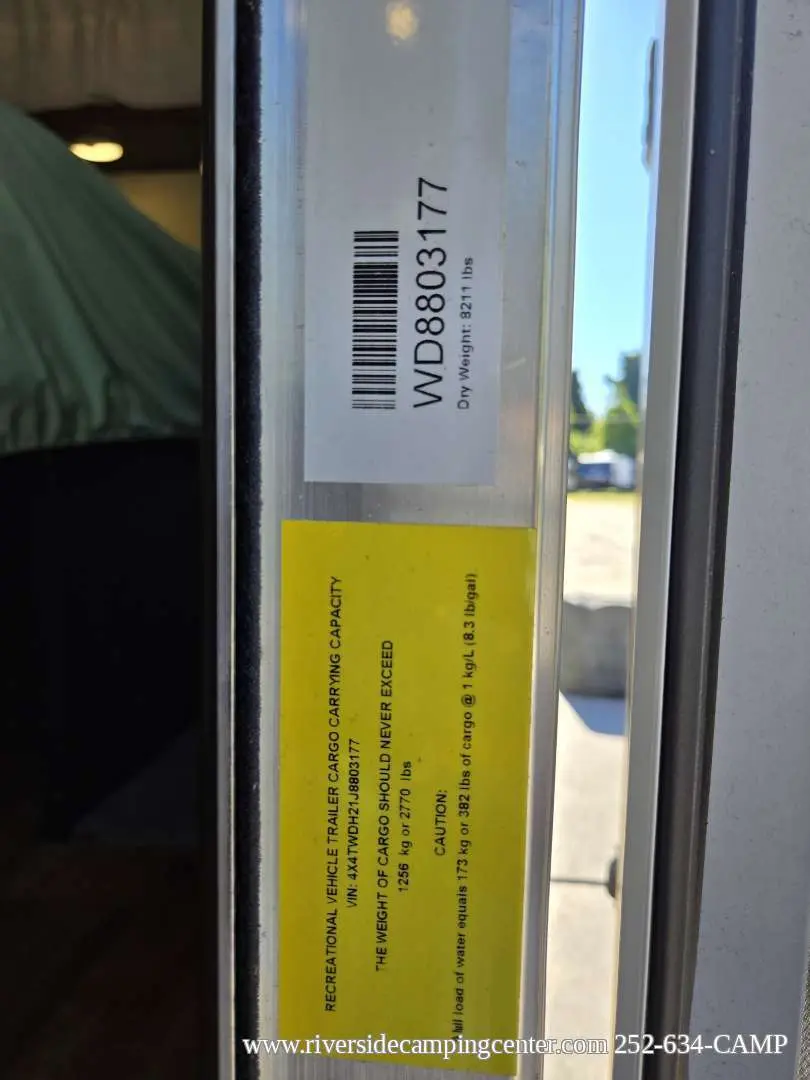 WD8803177
Dry Weight: 8211 lbs
RECREATIONAL VEHICLE TRAILER CARGO CARRYING CAPACITY
VIN: 4X4TWDH21J8803177
THE WEIGHT OF CARGO SHOULD NEVER EXCEED
1256 kg or 2770 lbs
CAUTION:
full load of water equals 173 kg or 382 lbs of cargo @ 1 kg/L (8.3 lb/gal)
www.riversidecampingcenter.com 252-634-CAMP